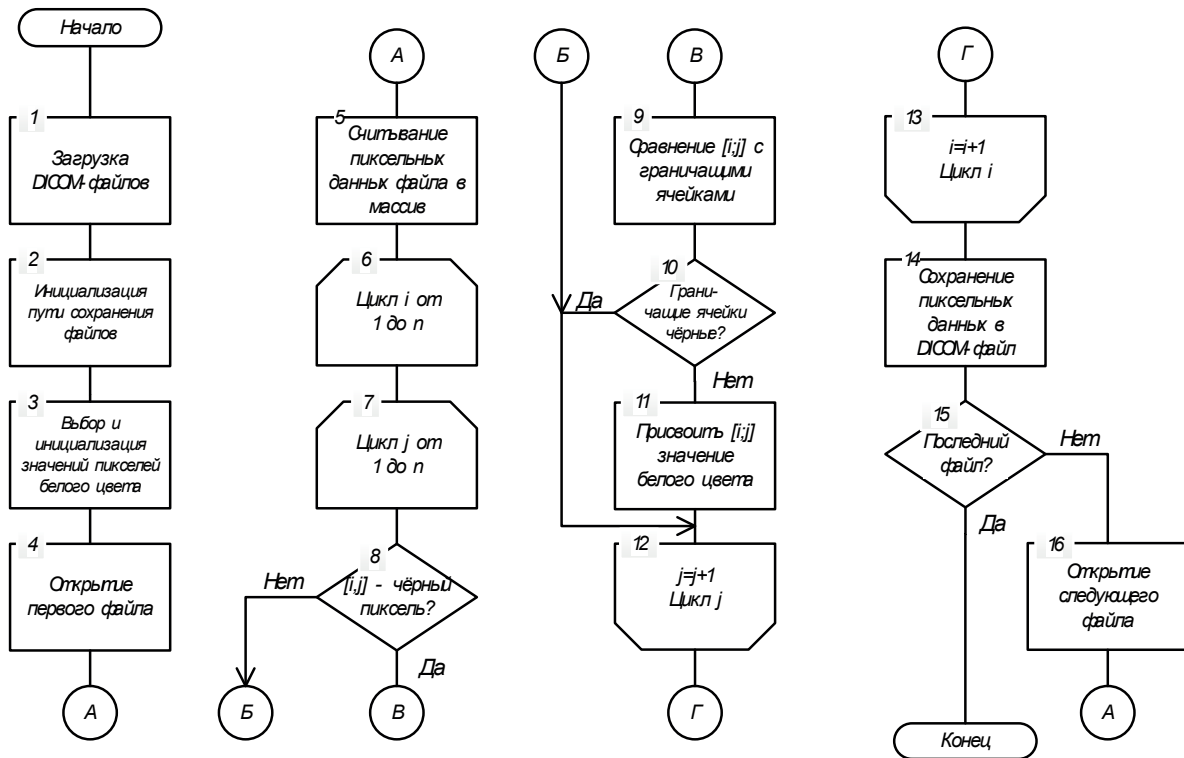 Начало
1
Загрузка
DICOM-файлов
2
Инициализация
пути сохранения
файлов
3
Выбор и
инициализация
значений пикселей
белого цвета
4
Открытие
первого файла
А
А
5
Считывание
пиксельных
данных файла в
массив
6
Цикл i от
1 до n
7
Цикл j от
1 до n
8
[i,j] - чёрный
пиксель?
Нет
Да
Б
В
Б
В
9
Сравнение [i;j] с
граничащими
ячейками
10
Грани-
чащие ячейки
чёрные?
Да
Нет
11
Присвоить [i;j]
значение
белого цвета
12
j=j+1
Цикл j
Г
Г
13
i=i+1
Цикл i
14
Сохранение
пиксельных
данных в
DICOM-файл
15
Последний
файл?
Нет
Да
16
Открытие
следующего
файла
Конец
А